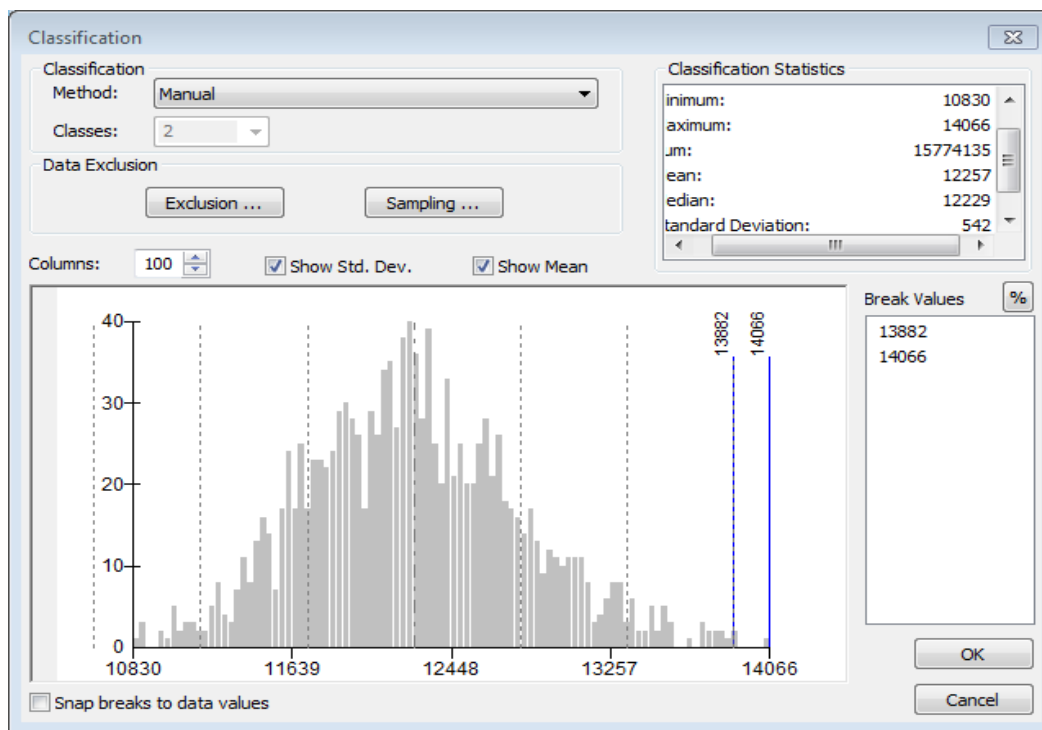 Classification
Classification
Method: Manual
Classes: 2
Data Exclusion
Exclusion ...
Sampling ...
Classification Statistics
inimum: 10830
aximum: 14066
um: 15774135
ean: 12257
edian: 12229
tandard Deviation: 542
Columns: 100
Show Std. Dev.
Show Mean
Break Values %
13882
14066
40
30
20
10
0
10830 11639 12448 13257 14066
13882
14066
OK
Cancel
Snap breaks to data values